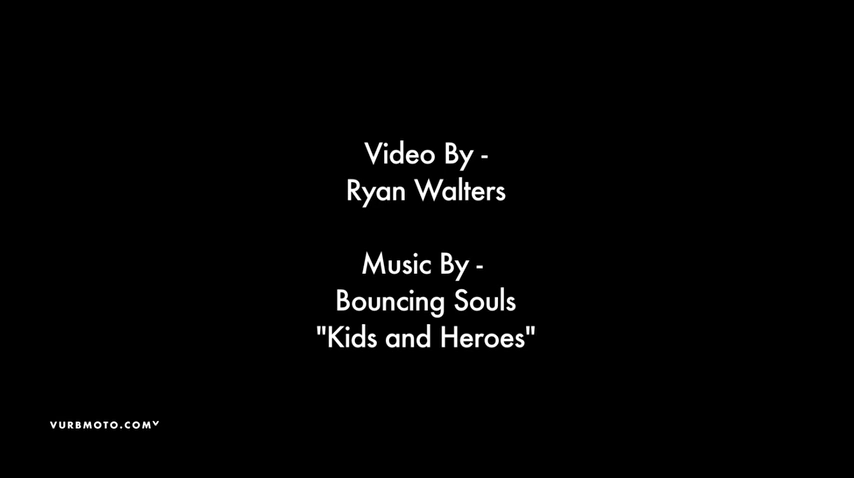 Video By -
Ryan Walters
Music By -
Bouncing Souls
"Kids and Heroes"
VURBMOTO.COM